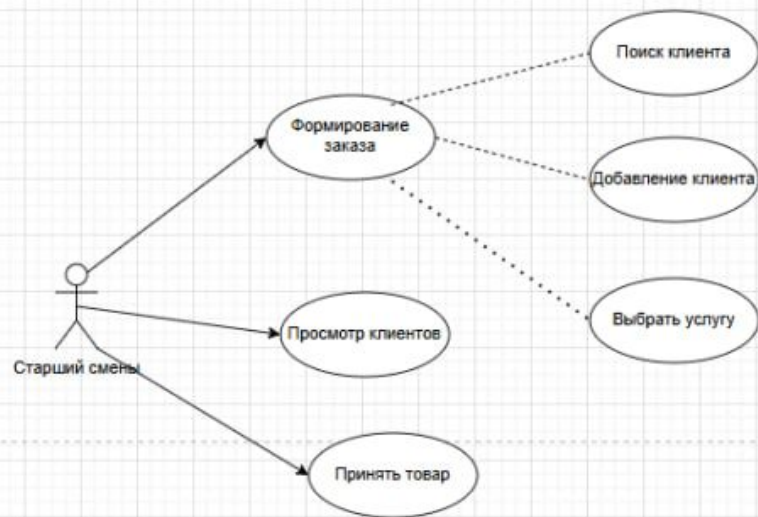 Поиск клиента
Формирование
заказа
Добавление клиента
Выбрать услугу
Просмотр клиентов
Старший смены
Принять товар